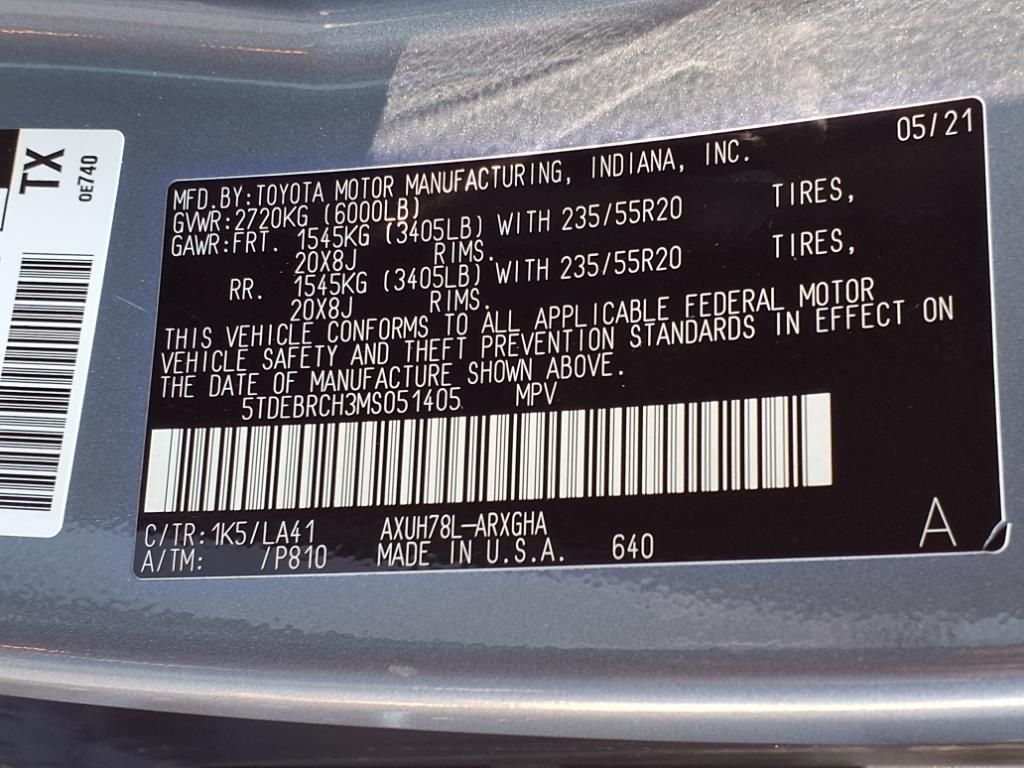 TX
0E740
05/21
MFD.BY:TOYOTA MOTOR MANUFACTURING, INDIANA, INC.
GVWR:2720KG (6000LB)
GAWR:FRT. 1545KG (3405LB) WITH 235/55R20 TIRES,
20X8J RIMS.
RR. 1545KG (3405LB) WITH 235/55R20 TIRES,
20X8J RIMS.
THIS VEHICLE CONFORMS TO ALL APPLICABLE FEDERAL MOTOR
VEHICLE SAFETY AND THEFT PREVENTION STANDARDS IN EFFECT ON
THE DATE OF MANUFACTURE SHOWN ABOVE.
5TDEBRCH3MS051405 MPV
C/TR:1K5/LA41 AXUH78L-ARXGHA
A/TM: /P810 MADE IN U.S.A. 640
A